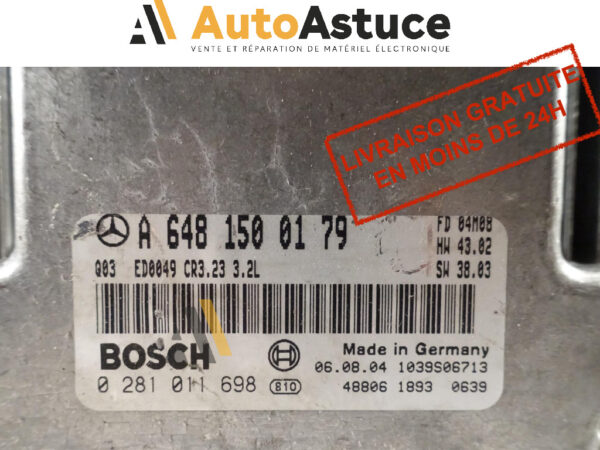 AutoAstuce
VENTE ET RÉPARATION DE MATÉRIEL ÉLECTRONIQUE
LIVRAISON GRATUITE
EN MOINS DE 24H
A 648 150 01 79
FD 04M08
HW 43.02
SW 38.03
Q03 ED0049 CR3.23 3.2L
BOSCH
Made in Germany
06.08.04 1039S06713
0 281 011 698 810
48806 1893 0639